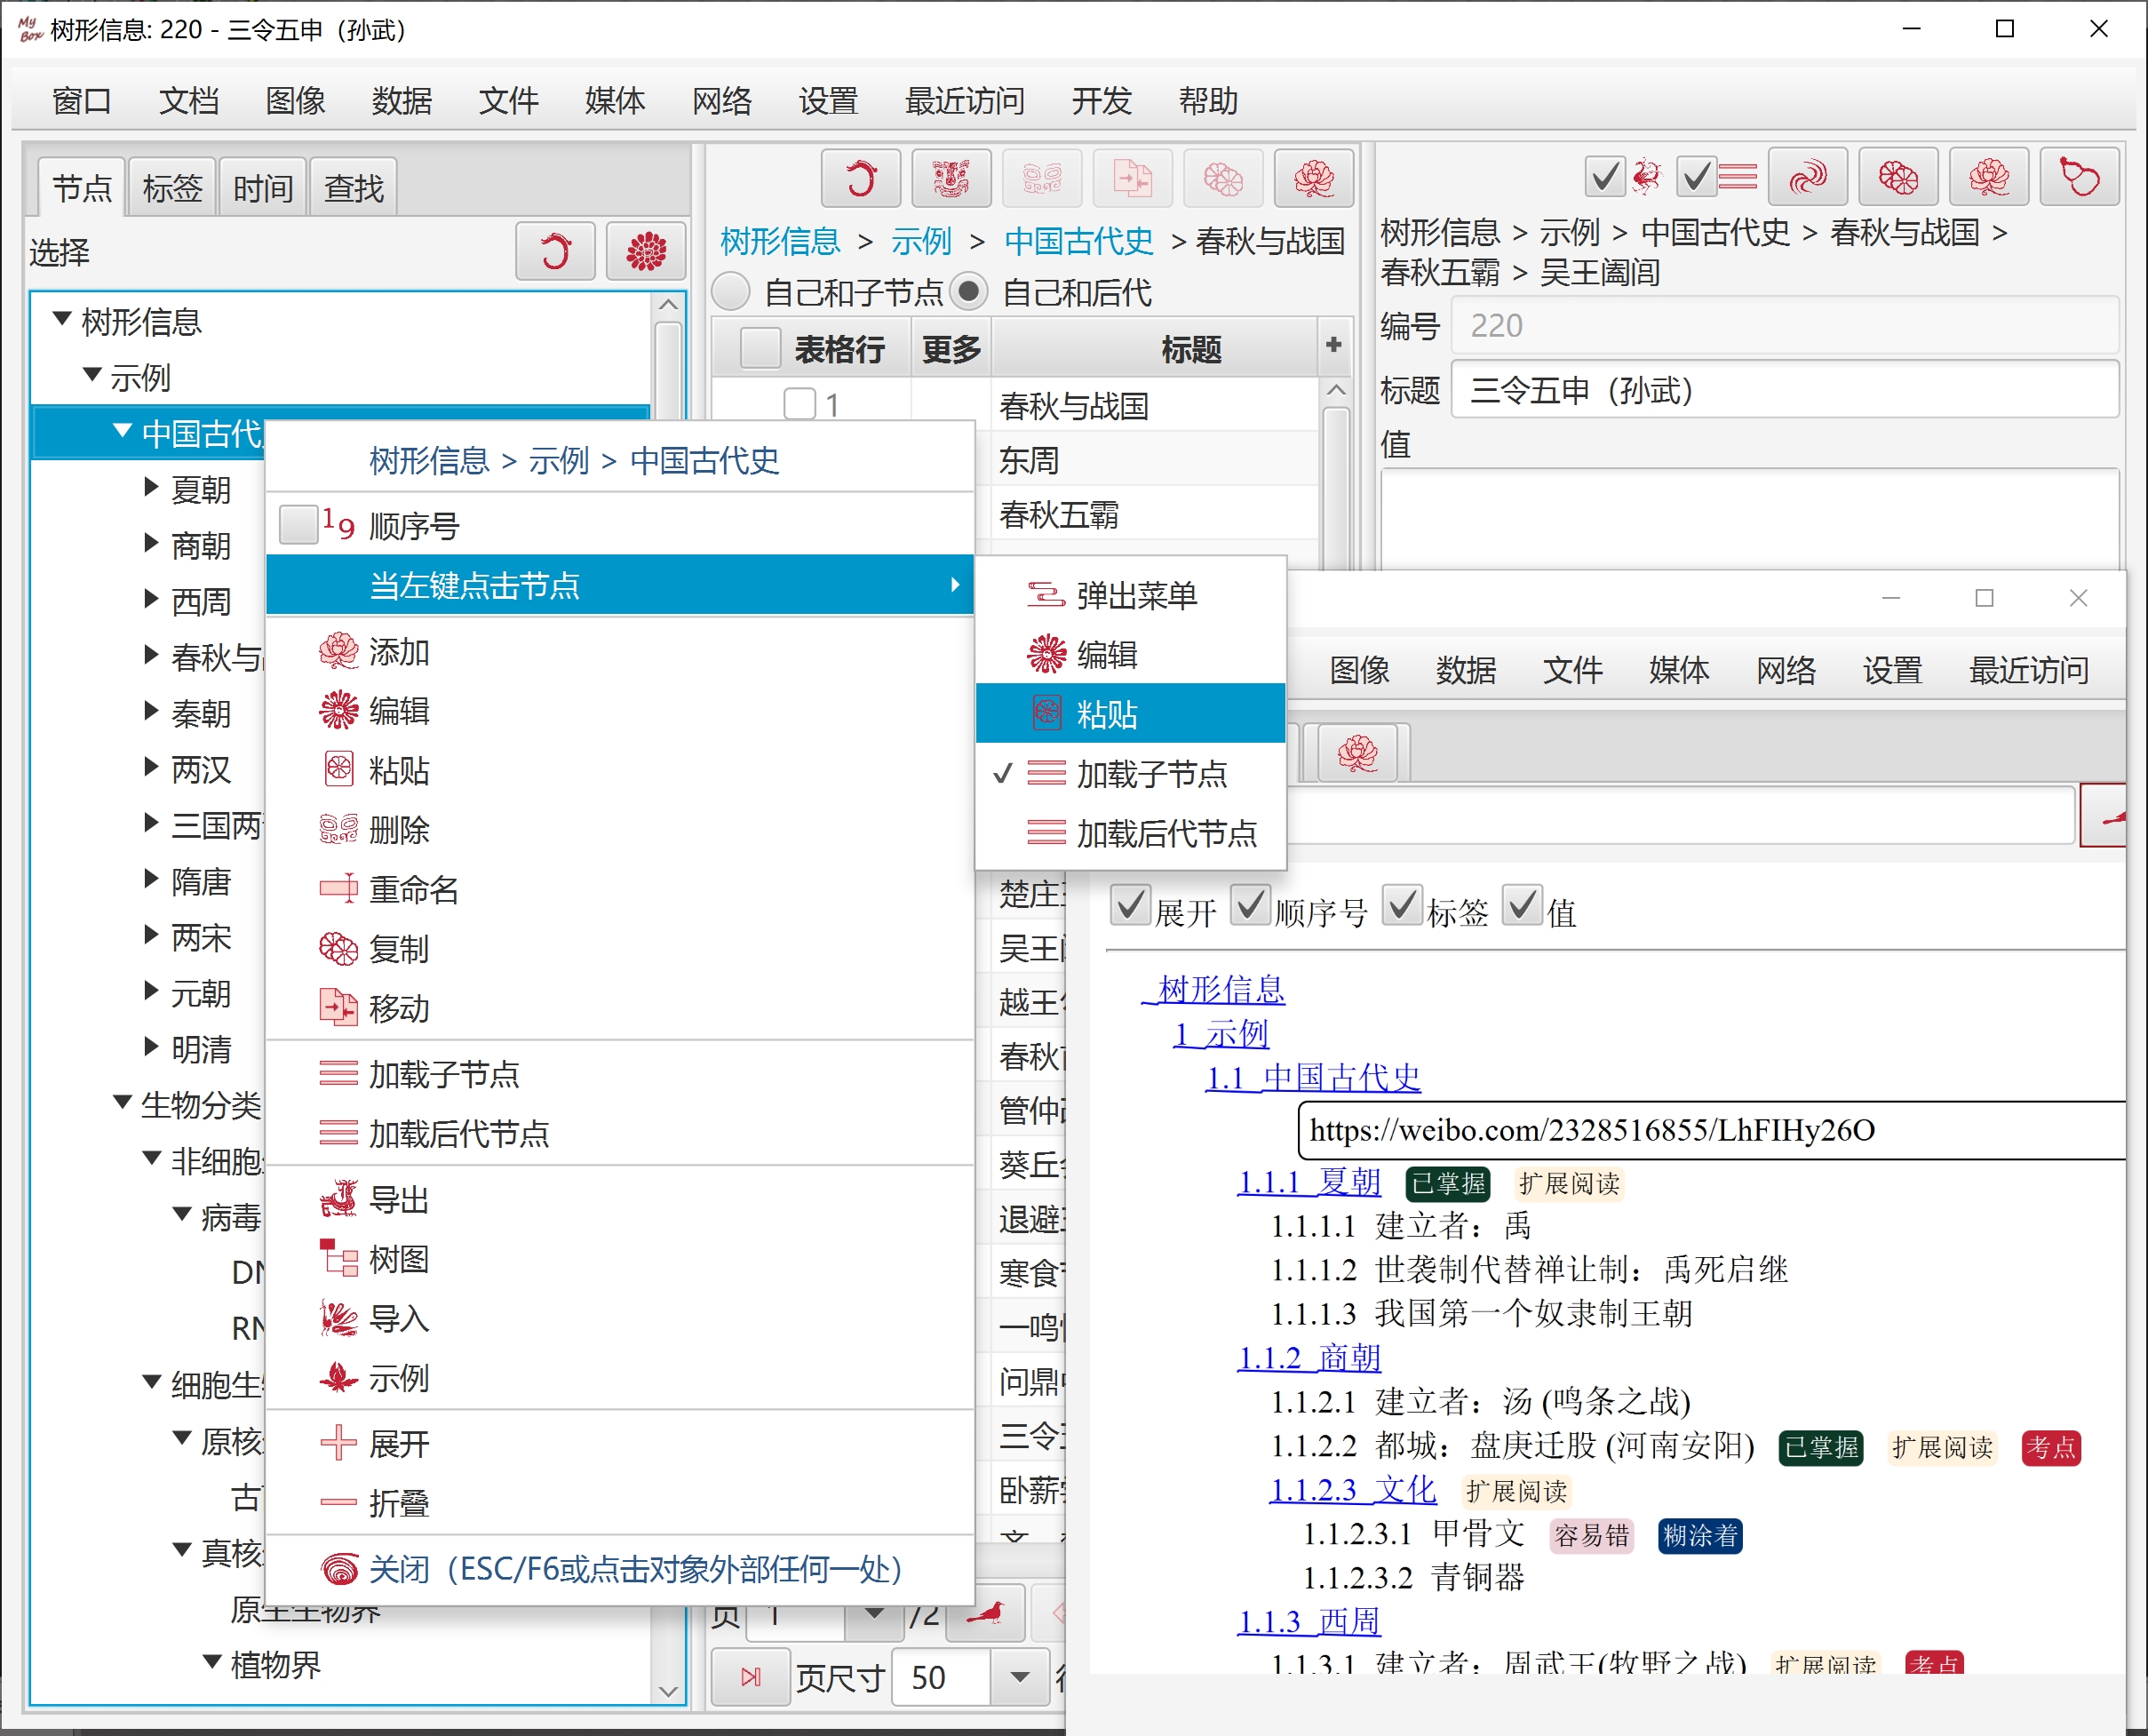 My Box 树形信息: 220 - 三令五申（孙武）
窗口 文档 图像 数据 文件 媒体 网络 设置 最近访问 开发 帮助
节点 标签 时间 查找
选择
树形信息
示例
中国古代
夏朝
商朝
西周
春秋与
秦朝
两汉
三国两
隋唐
两宋
元朝
明清
生物分类
非细胞
病毒
DN
RN
细胞生
原核
古
真核
原生生物界
植物界
树形信息 > 示例 > 中国古代史
19 顺序号
当左键点击节点
添加
编辑
粘贴
删除
重命名
复制
移动
加载子节点
加载后代节点
导出
树图
导入
示例
展开
折叠
关闭（ESC/F6或点击对象外部任何一处）
弹出菜单
编辑
粘贴
加载子节点
加载后代节点
树形信息 > 示例 > 中国古代史 > 春秋与战国
自己和子节点 自己和后代
表格行 更多 标题 +
1 春秋与战国
东周
春秋五霸
楚庄
吴王
越王
春秋
管仲
葵丘
退避
寒食
一鸣
问鼎
三令
卧薪
页 1 /2
页尺寸 50
树形信息 > 示例 > 中国古代史 > 春秋与战国 >
春秋五霸 > 吴王阖闾
编号 220
标题 三令五申（孙武）
值
图像 数据 文件 媒体 网络 设置 最近访问
展开 顺序号 标签 值
树形信息
1 示例
1.1 中国古代史
https://weibo.com/2328516855/LhFIHy26O
1.1.1 夏朝 已掌握 扩展阅读
1.1.1.1 建立者：禹
1.1.1.2 世袭制代替禅让制：禹死启继
1.1.1.3 我国第一个奴隶制王朝
1.1.2 商朝
1.1.2.1 建立者：汤 (鸣条之战)
1.1.2.2 都城：盘庚迁殷 (河南安阳) 已掌握 扩展阅读 考点
1.1.2.3 文化 扩展阅读
1.1.2.3.1 甲骨文 容易错 糊涂着
1.1.2.3.2 青铜器
1.1.3 西周
1.1.3.1 建立者：周武王(牧野之战) 扩展阅读 考点